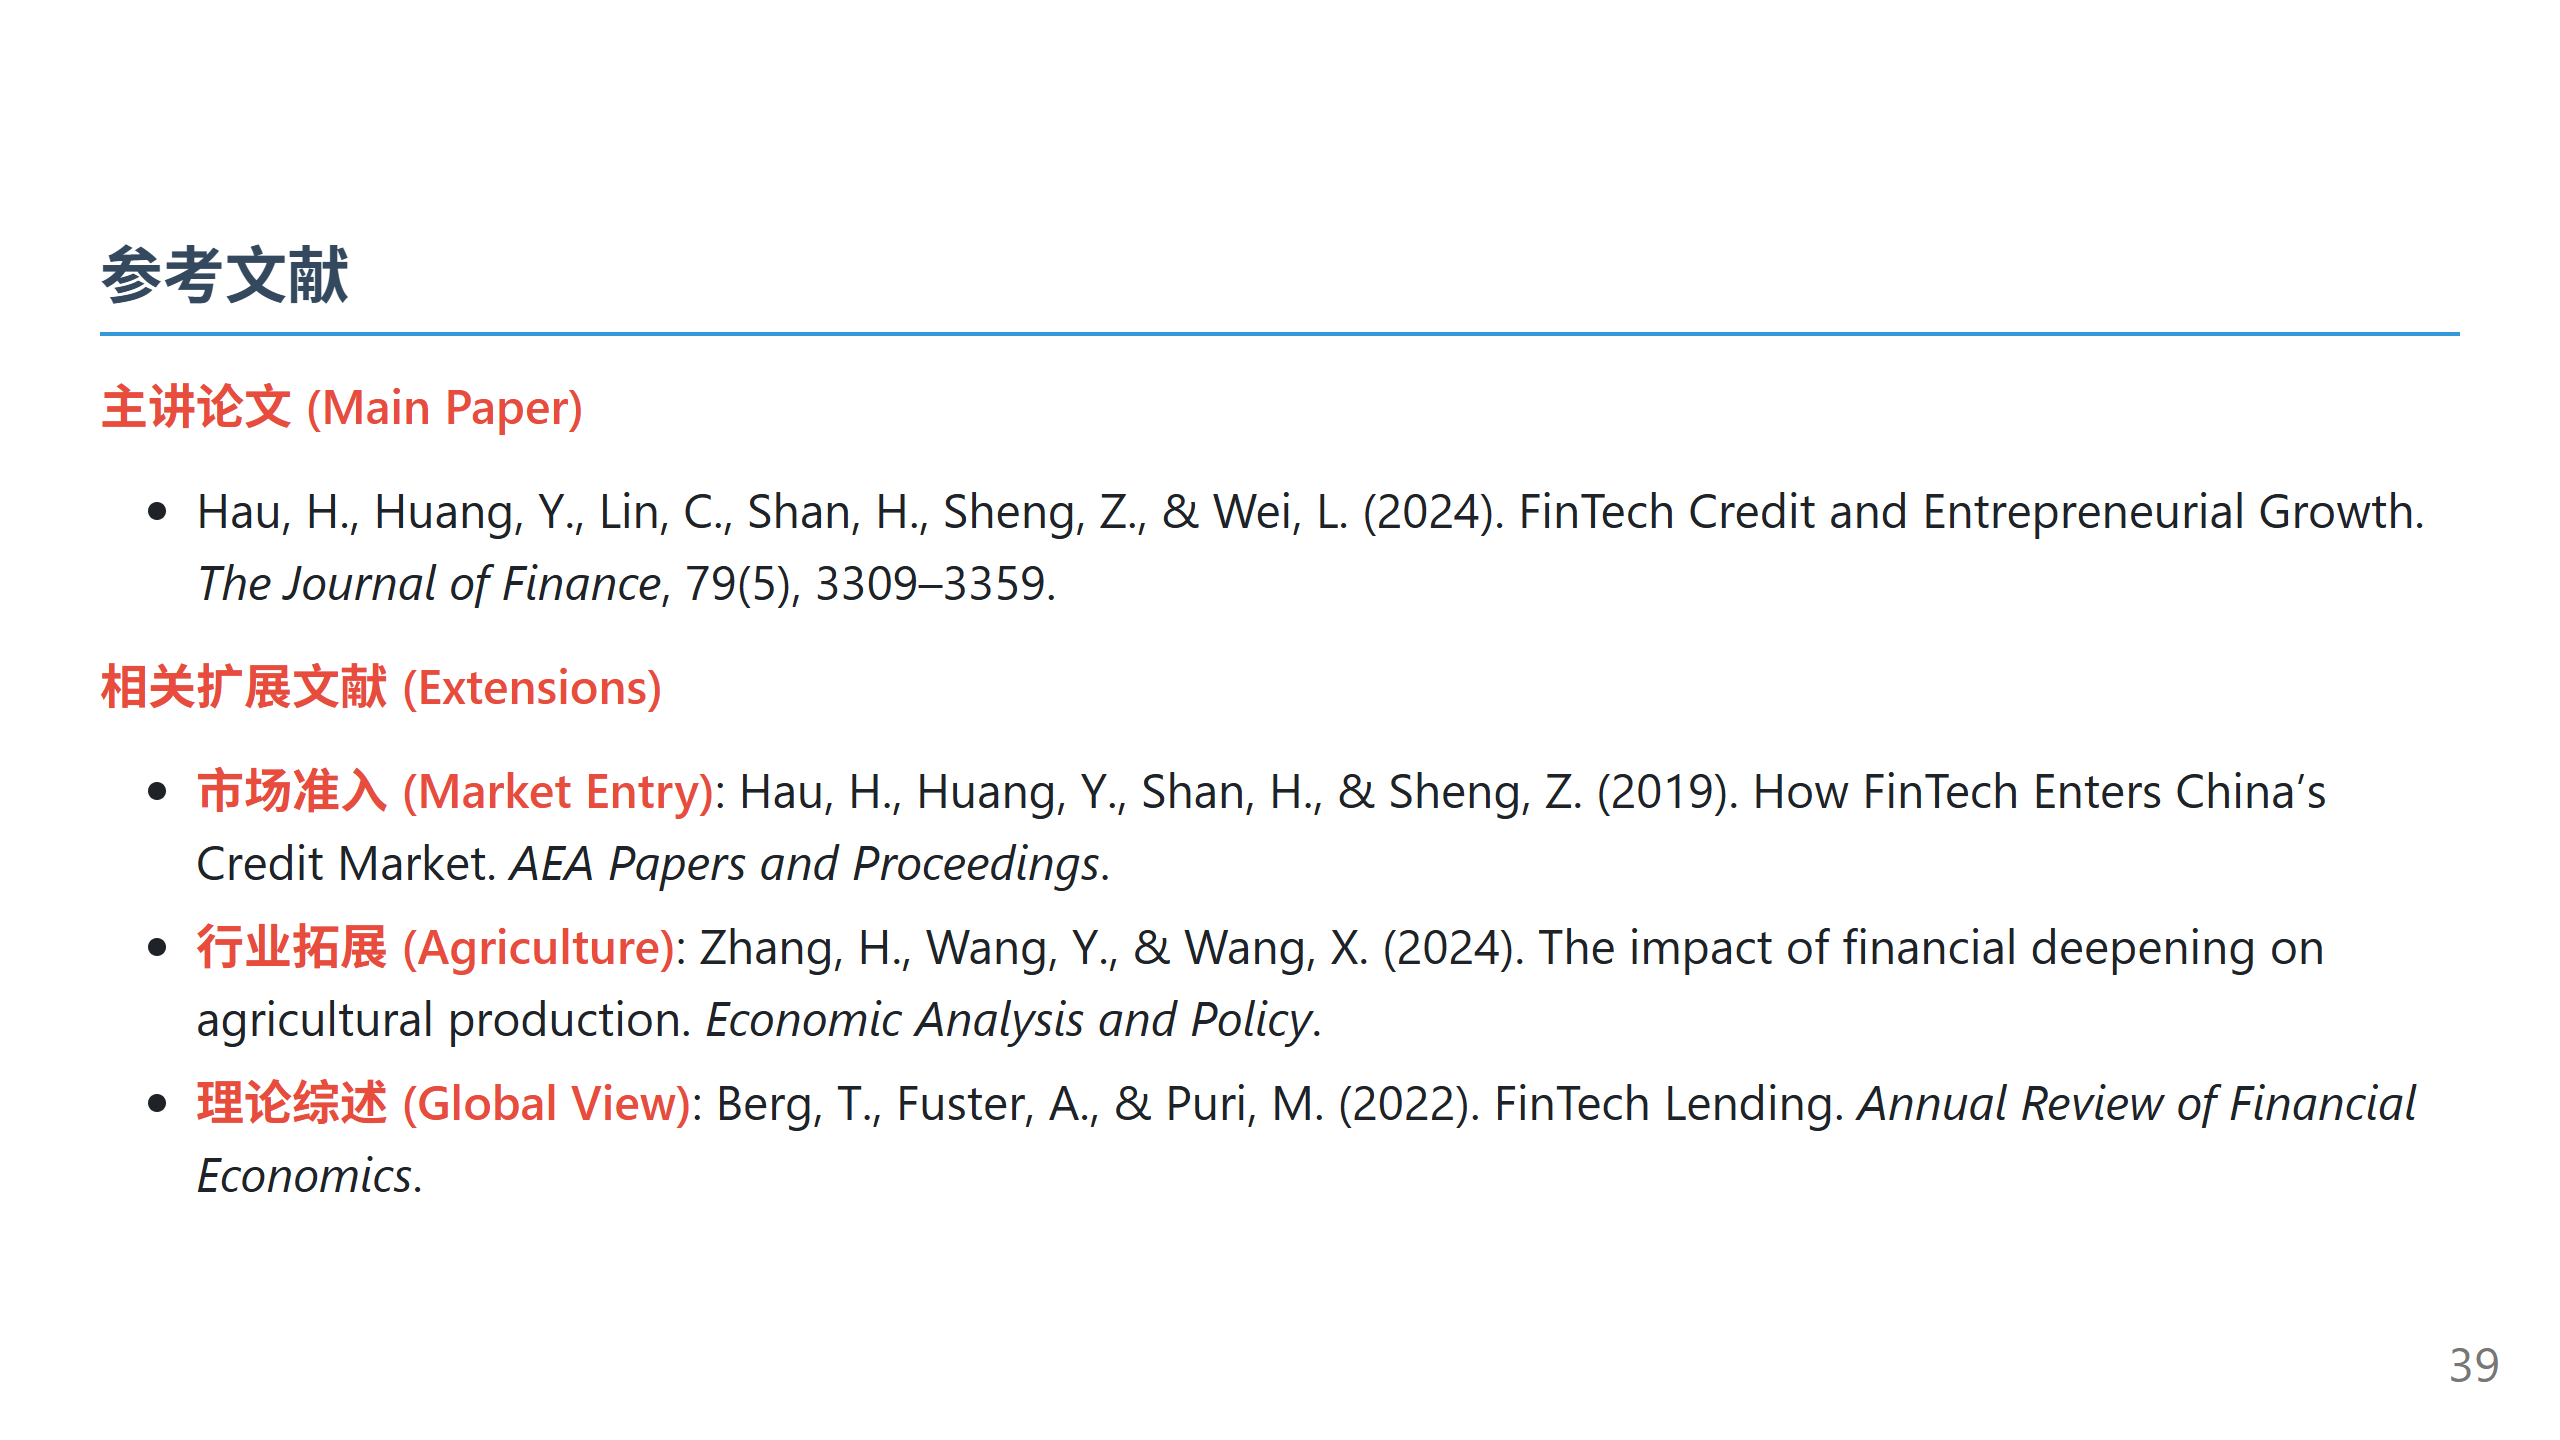 参考文献
主讲论文 (Main Paper)
Hau, H., Huang, Y., Lin, C., Shan, H., Sheng, Z., & Wei, L. (2024). FinTech Credit and Entrepreneurial Growth.
The Journal of Finance, 79(5), 3309–3359.
相关扩展文献 (Extensions)
市场准入 (Market Entry): Hau, H., Huang, Y., Shan, H., & Sheng, Z. (2019). How FinTech Enters China’s
Credit Market. AEA Papers and Proceedings.
行业拓展 (Agriculture): Zhang, H., Wang, Y., & Wang, X. (2024). The impact of financial deepening on
agricultural production. Economic Analysis and Policy.
理论综述 (Global View): Berg, T., Fuster, A., & Puri, M. (2022). FinTech Lending. Annual Review of Financial
Economics.
39